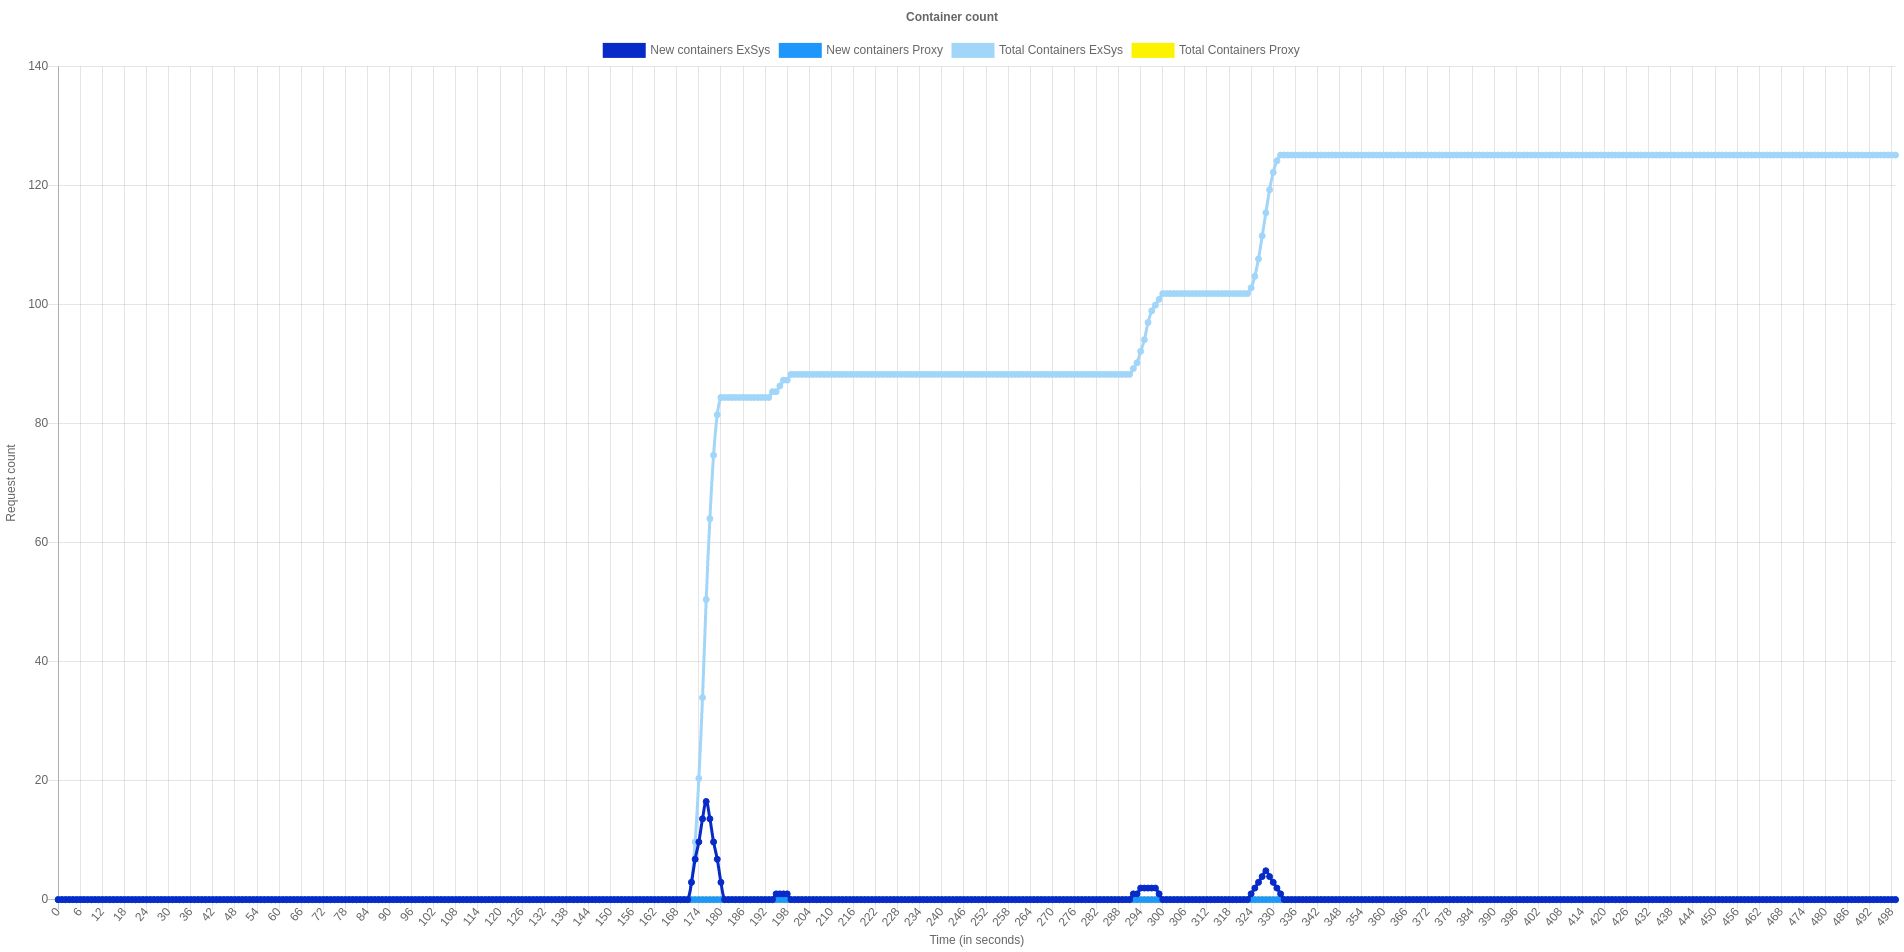 Container count
New containers ExSys New containers Proxy Total Containers ExSys Total Containers Proxy
140
120
100
80
60
40
20
0
Request count
0 6 12 18 24 30 36 42 48 54 60 66 72 78 84 90 96 102 108 114 120 126 132 138 144 150 156 162 168 174 180 186 192 198 204 210 216 222 228 234 240 246 252 258 264 270 276 282 288 294 300 306 312 318 324 330 336 342 348 354 360 366 372 378 384 390 396 402 408 414 420 426 432 438 444 450 456 462 468 474 480 486 492 498
Time (in seconds)